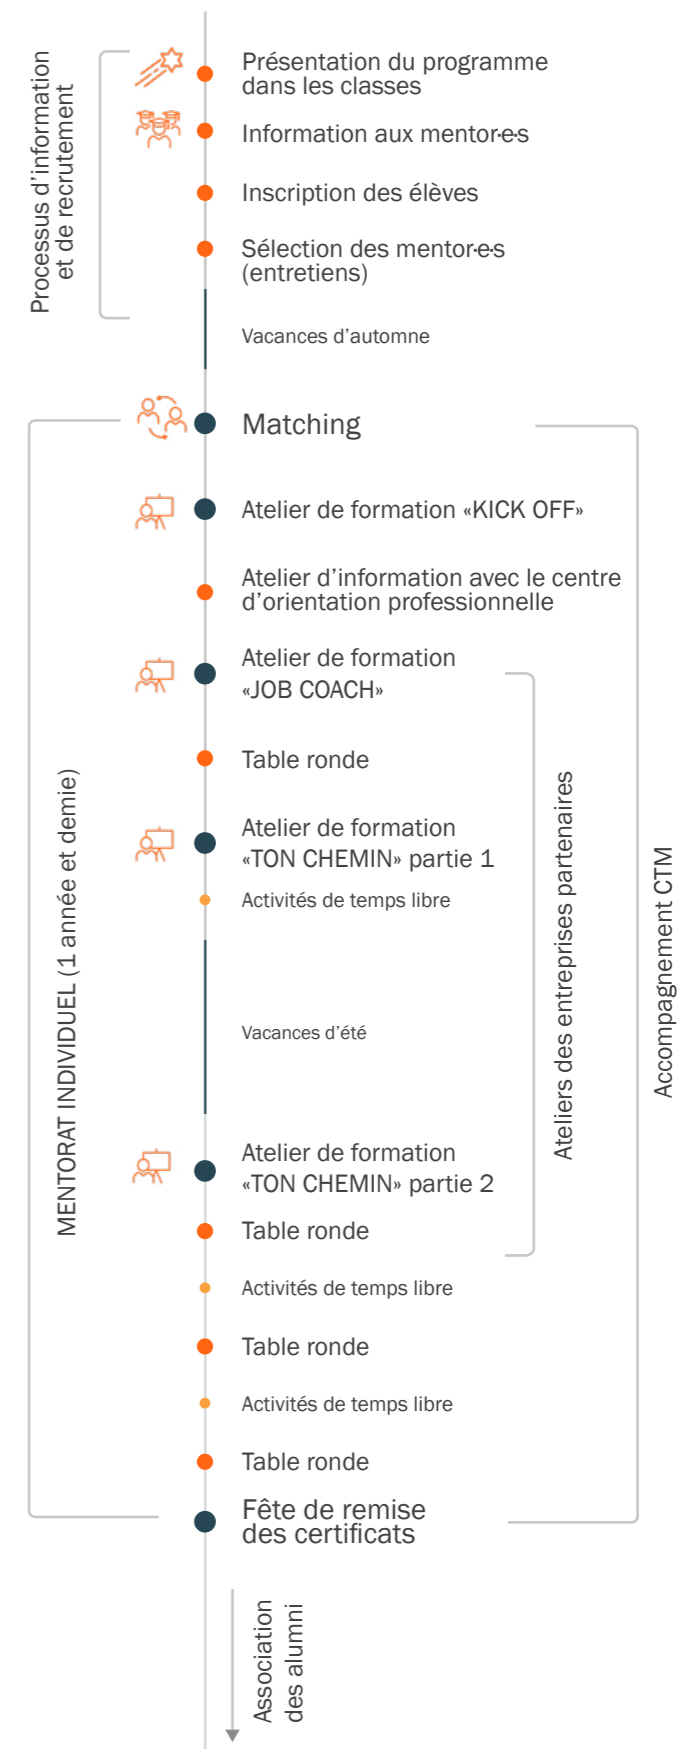 Processus d’information
et de recrutement
Présentation du programme
dans les classes
Information aux mentor·e·s
Inscription des élèves
Sélection des mentor·e·s
(entretiens)
Vacances d’automne
Matching
Atelier de formation «KICK OFF»
Atelier d’information avec le centre
d’orientation professionnelle
Atelier de formation
«JOB COACH»
Table ronde
Atelier de formation
«TON CHEMIN» partie 1
Activités de temps libre
Vacances d’été
Atelier de formation
«TON CHEMIN» partie 2
Table ronde
Activités de temps libre
Table ronde
Activités de temps libre
Table ronde
Fête de remise
des certificats
MENTORAT INDIVIDUEL (1 année et demie)
Ateliers des entreprises partenaires
Accompagnement CTM
Association
des alumni